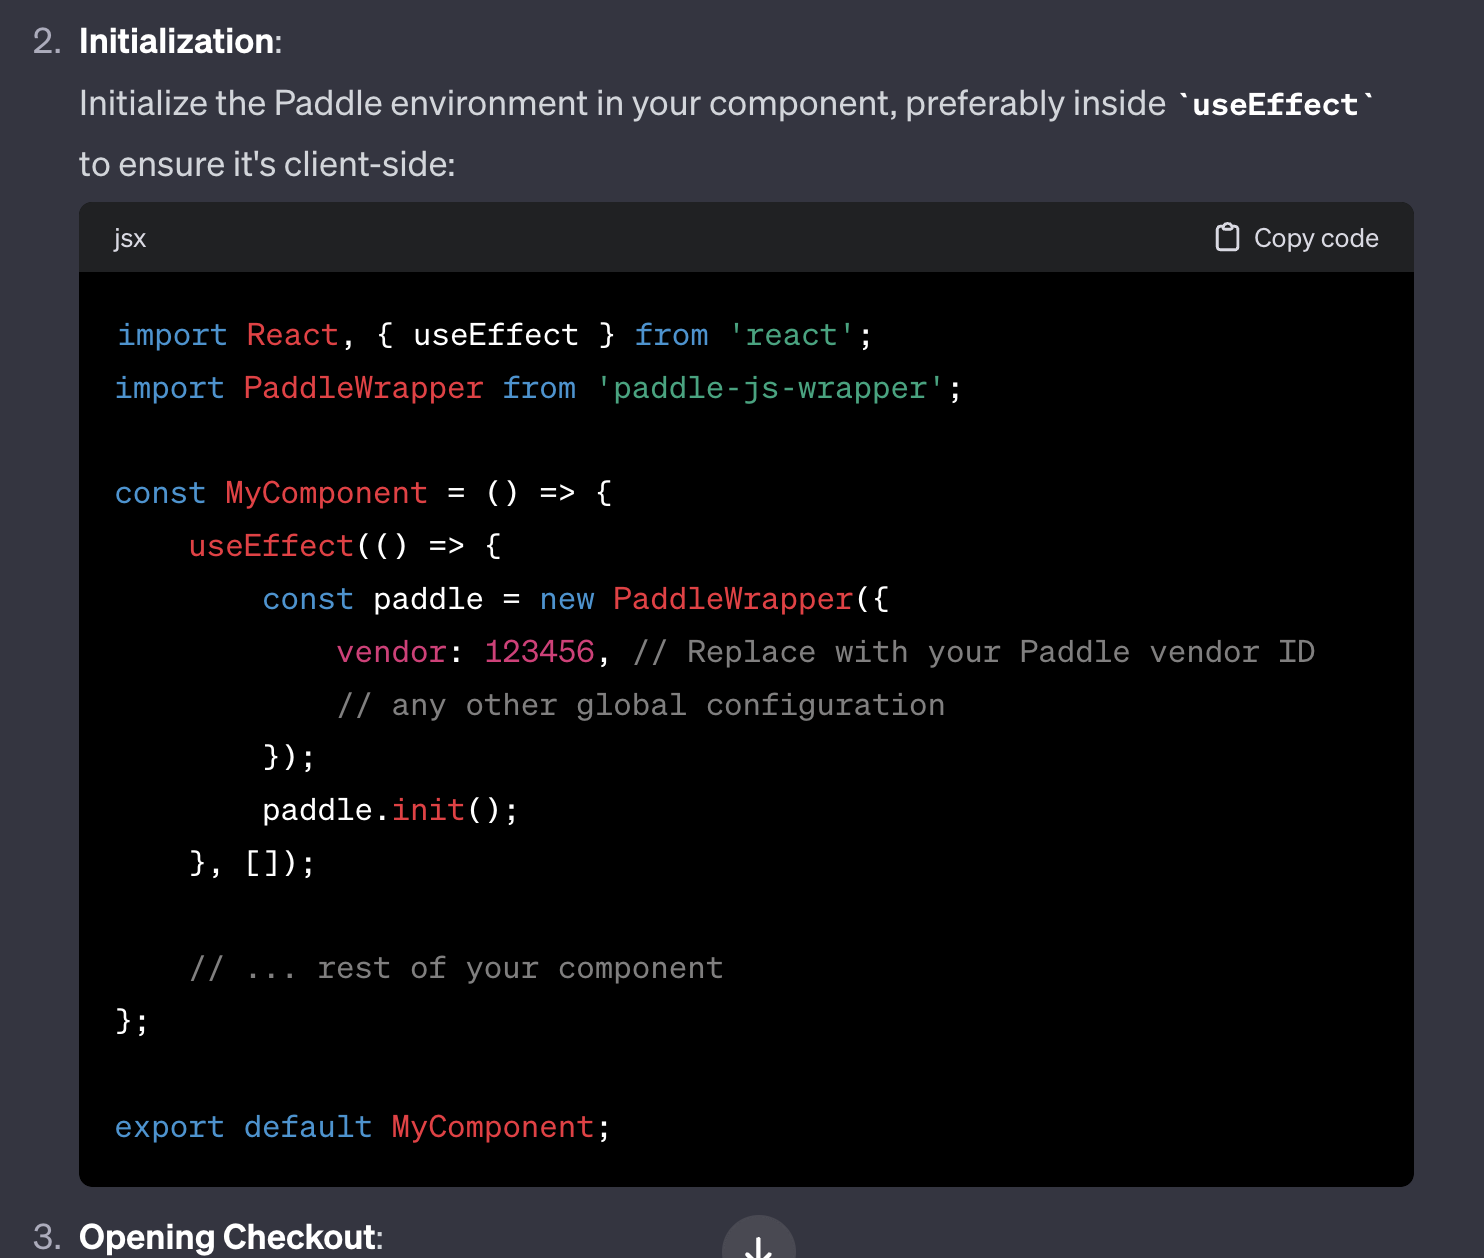 2. Initialization:
Initialize the Paddle environment in your component, preferably inside `useEffect`
to ensure it's client-side:
jsx
Copy code
import React, { useEffect } from 'react';
import PaddleWrapper from 'paddle-js-wrapper';
const MyComponent = () => {
useEffect(() => {
const paddle = new PaddleWrapper({
vendor: 123456, // Replace with your Paddle vendor ID
// any other global configuration
});
paddle.init();
}, []);
// ... rest of your component
};
export default MyComponent;
3. Opening Checkout: